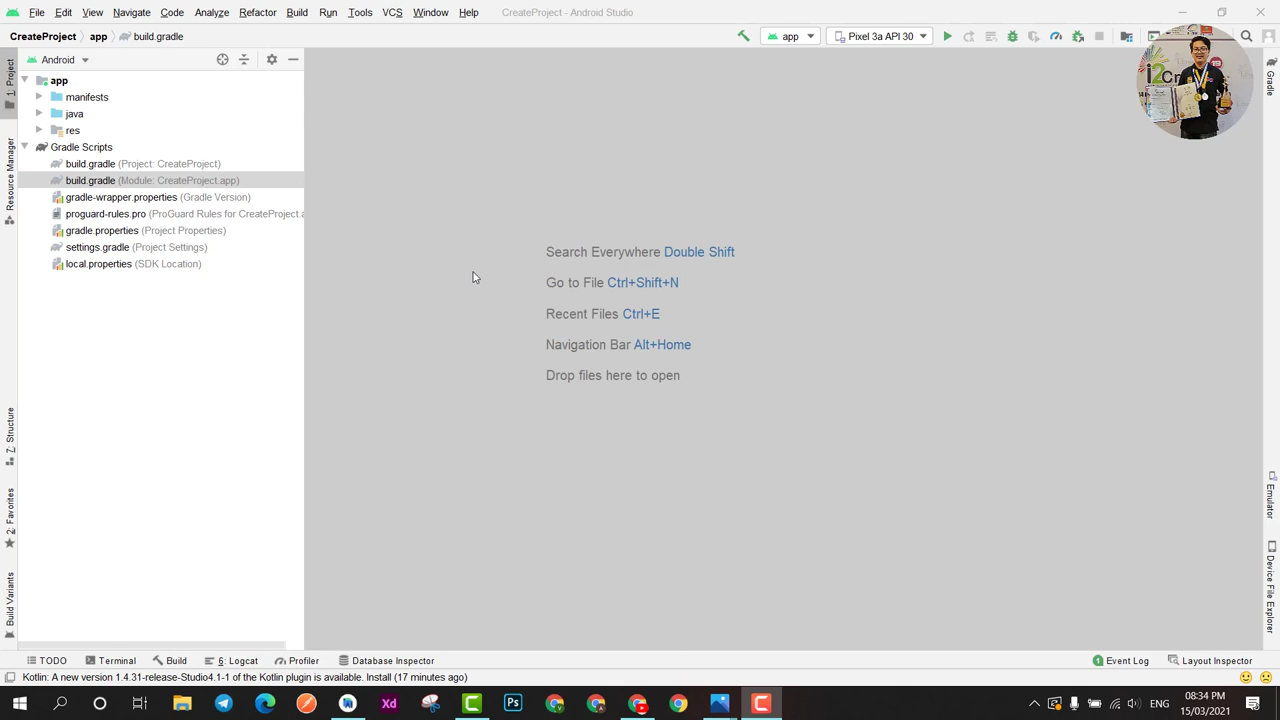 File Edit View Navigate Code Analyze Refactor Build Run Tools VCS Window Help CreateProject - Android Studio
CreateProject app build.gradle app Pixel 3a API 30
1: Project
Resource Manager
7: Structure
2: Favorites
Build Variants
Android
app
manifests
java
res
Gradle Scripts
build.gradle (Project: CreateProject)
build.gradle (Module: CreateProject.app)
gradle-wrapper.properties (Gradle Version)
proguard-rules.pro (ProGuard Rules for CreateProject.a
gradle.properties (Project Properties)
settings.gradle (Project Settings)
local.properties (SDK Location)
Search Everywhere Double Shift
Go to File Ctrl+Shift+N
Recent Files Ctrl+E
Navigation Bar Alt+Home
Drop files here to open
Gradle
Emulator
Device File Explorer
TODO Terminal Build 6: Logcat Profiler Database Inspector 1 Event Log Layout Inspector
Kotlin: A new version 1.4.31-release-Studio4.1-1 of the Kotlin plugin is available. Install (17 minutes ago)
Xd Ps ENG 08:34 PM
15/03/2021